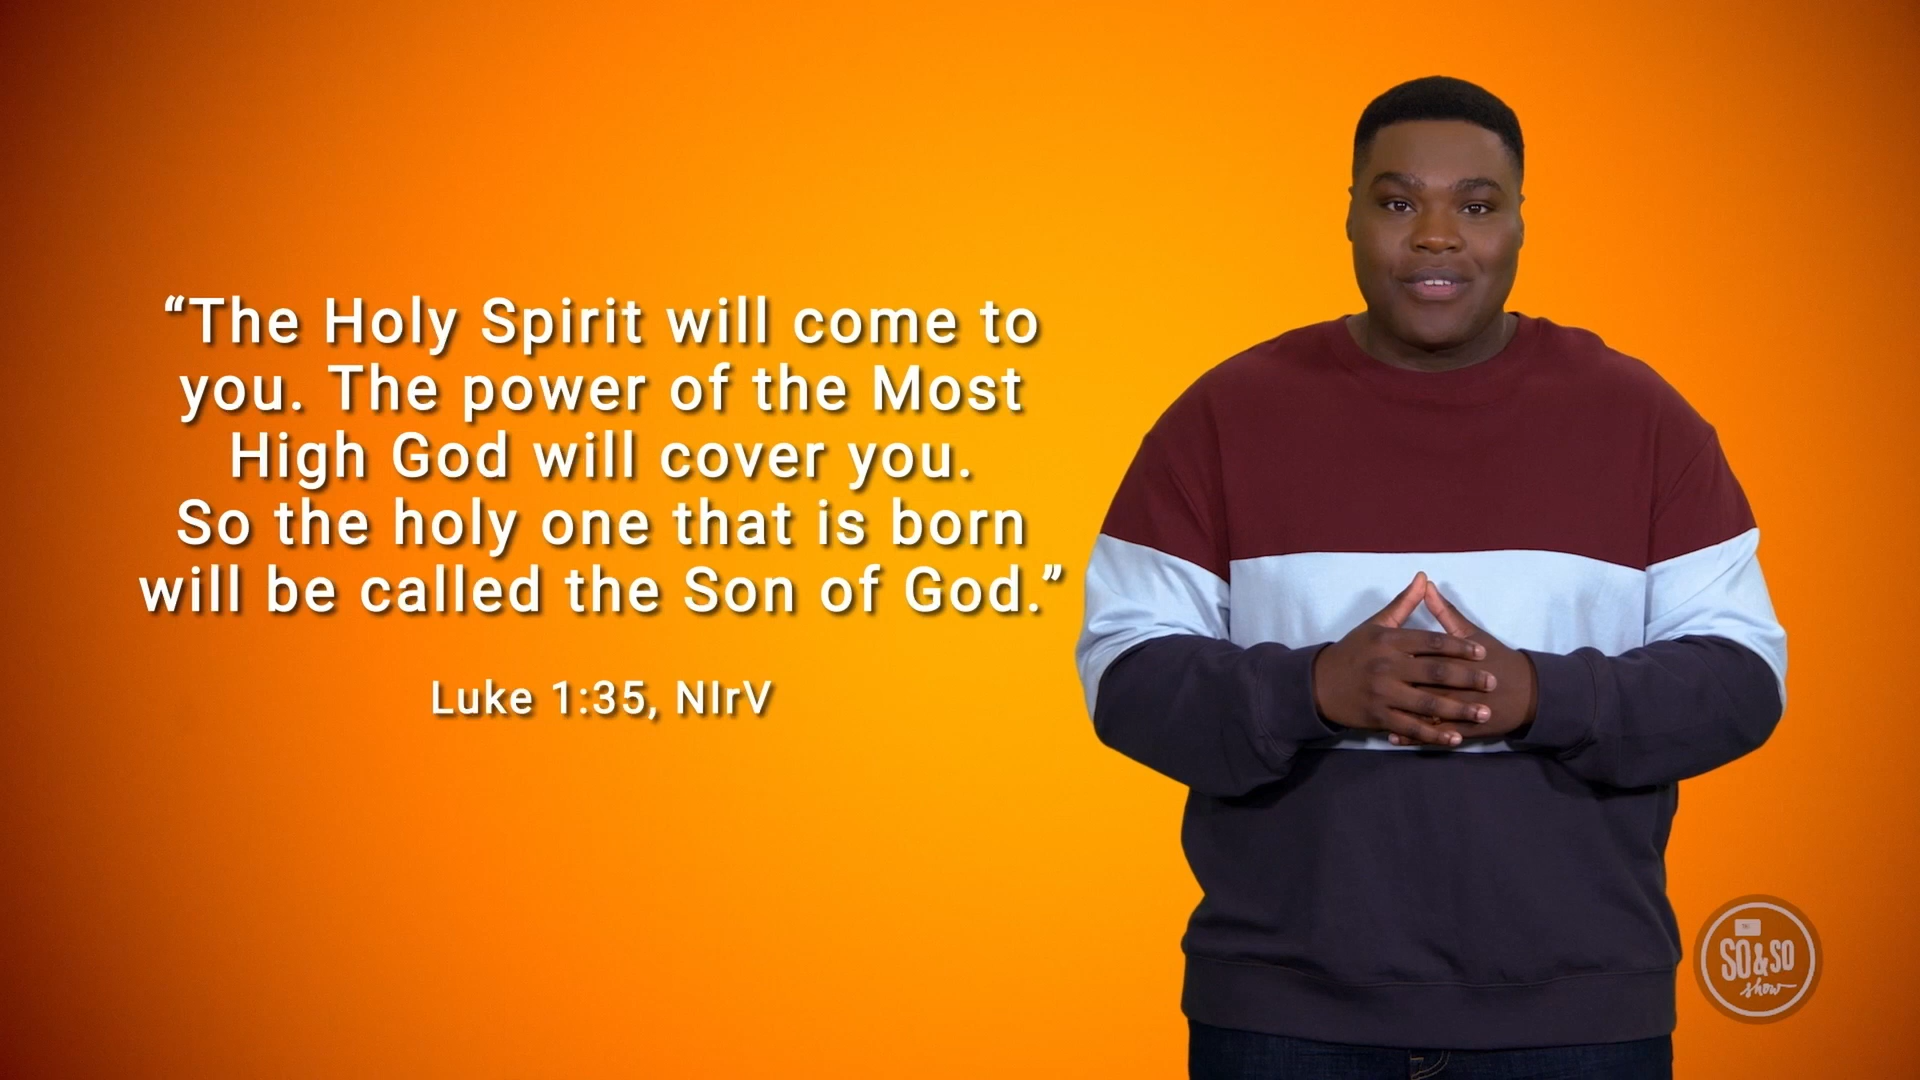 “The Holy Spirit will come to
you. The power of the Most
High God will cover you.
So the holy one that is born
will be called the Son of God.”
Luke 1:35, NIrV
SO&SO
show